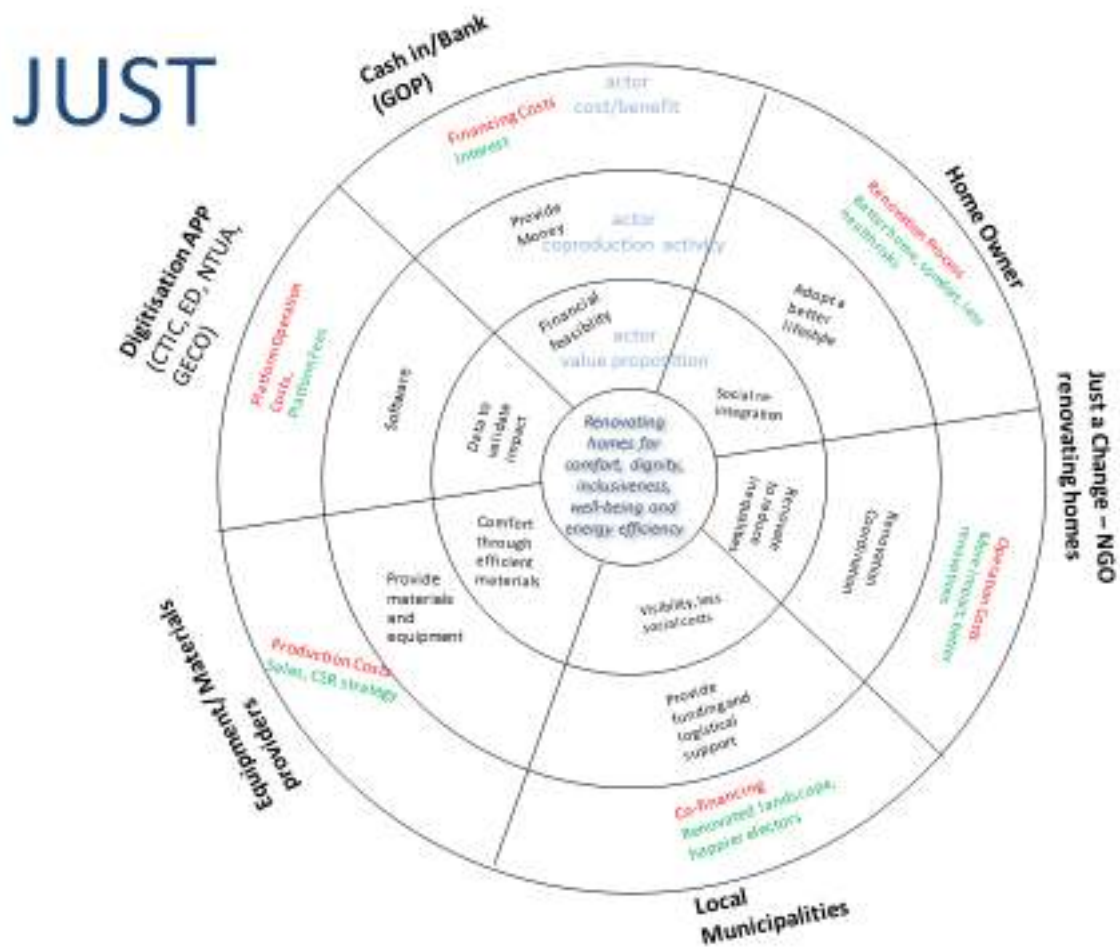 JUST
Cash in/Bank
(GOP)
actor
cost/benefit
Financing Costs
Interest
Provide
Money
actor
coproduction activity
Financial
feasibility
actor
value proposition
Home Owner
Renovation Process
Better home, comfort, less
health risks
Adopt a
better
lifestyle
Social re-
integration
Just a Change – NGO
renovating homes
Operation Costs
More impact, better
renovations
Renovation
Coordination
Renovate
to reduce
inequalities
Local
Municipalities
Co-financing
Renovated landscape,
happier electors
Provide
funding and
logistical
support
Visibility, less
social costs
Equipment/Materials
providers
Production Costs
Sales, CSR strategy
Provide
materials
and
equipment
Comfort
through
efficient
materials
Digitisation App
(CTIC, ED, NTUA,
GECO)
Platform Operation
Costs,
Platform Fees
Software
Data to
validate
impact
Renovating
homes for
comfort, dignity,
inclusiveness,
well-being and
energy efficiency